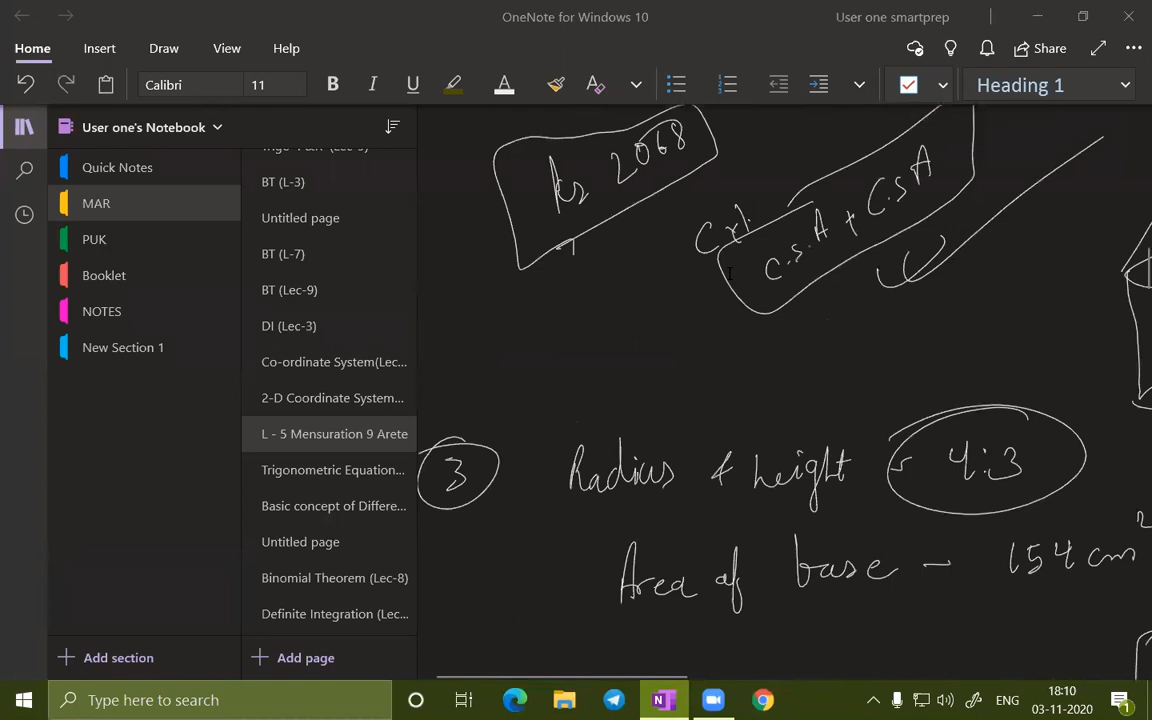 OneNote for Windows 10
User one smartprep
Home Insert Draw View Help
Share
Calibri 11
B I U A
Heading 1
User one's Notebook
Quick Notes
MAR
PUK
Booklet
NOTES
New Section 1
BT (L-3)
Untitled page
BT (L-7)
BT (Lec-9)
DI (Lec-3)
Co-ordinate System(Lec...
2-D Coordinate System...
L - 5 Mensuration 9 Arete
Trigonometric Equation...
Basic concept of Differe...
Untitled page
Binomial Theorem (Lec-8)
Definite Integration (Lec...
Add section
Add page
2068
C.S.A + C.S A
3 Radius & height - 4:3
Area of base - 154 cm
2
Type here to search
ENG
18:10
03-11-2020
1